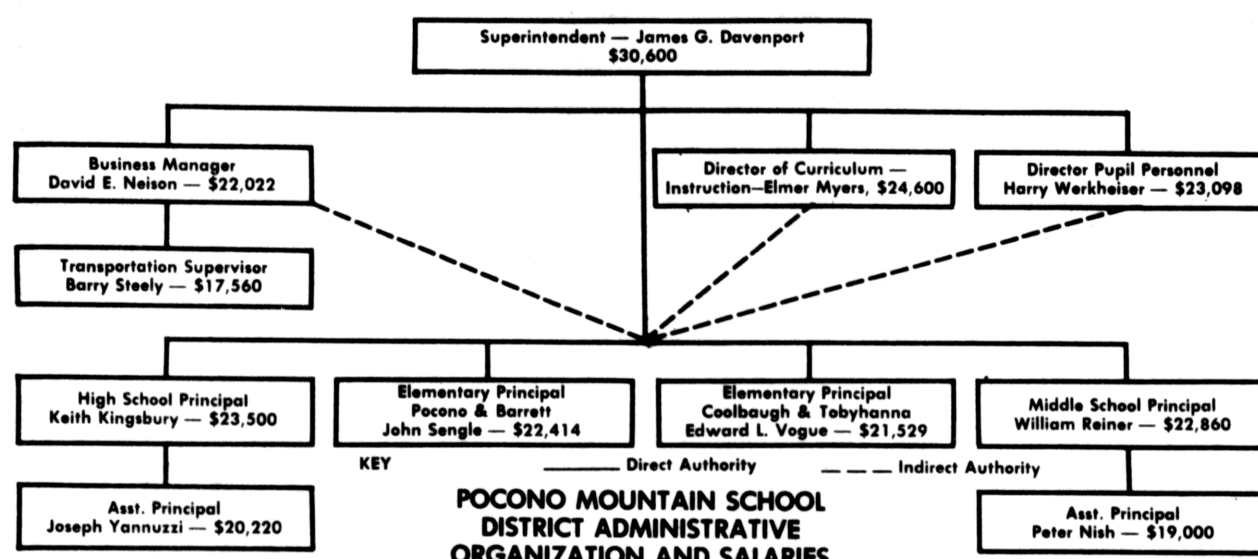 Superintendent — James G. Davenport
$30,600
Business Manager
David E. Neison — $22,022
Director of Curriculum —
Instruction—Elmer Myers, $24,600
Director Pupil Personnel
Harry Werkheiser — $23,098
Transportation Supervisor
Barry Steely — $17,560
High School Principal
Keith Kingsbury — $23,500
Elementary Principal
Pocono & Barrett
John Sengle — $22,414
Elementary Principal
Coolbaugh & Tobyhanna
Edward L. Vogue — $21,529
Middle School Principal
William Reiner — $22,860
KEY
Direct Authority
Indirect Authority
Asst. Principal
Joseph Yannuzzi — $20,220
Asst. Principal
Peter Nish — $19,000
POCONO MOUNTAIN SCHOOL
DISTRICT ADMINISTRATIVE
ORGANIZATION AND SALARIES